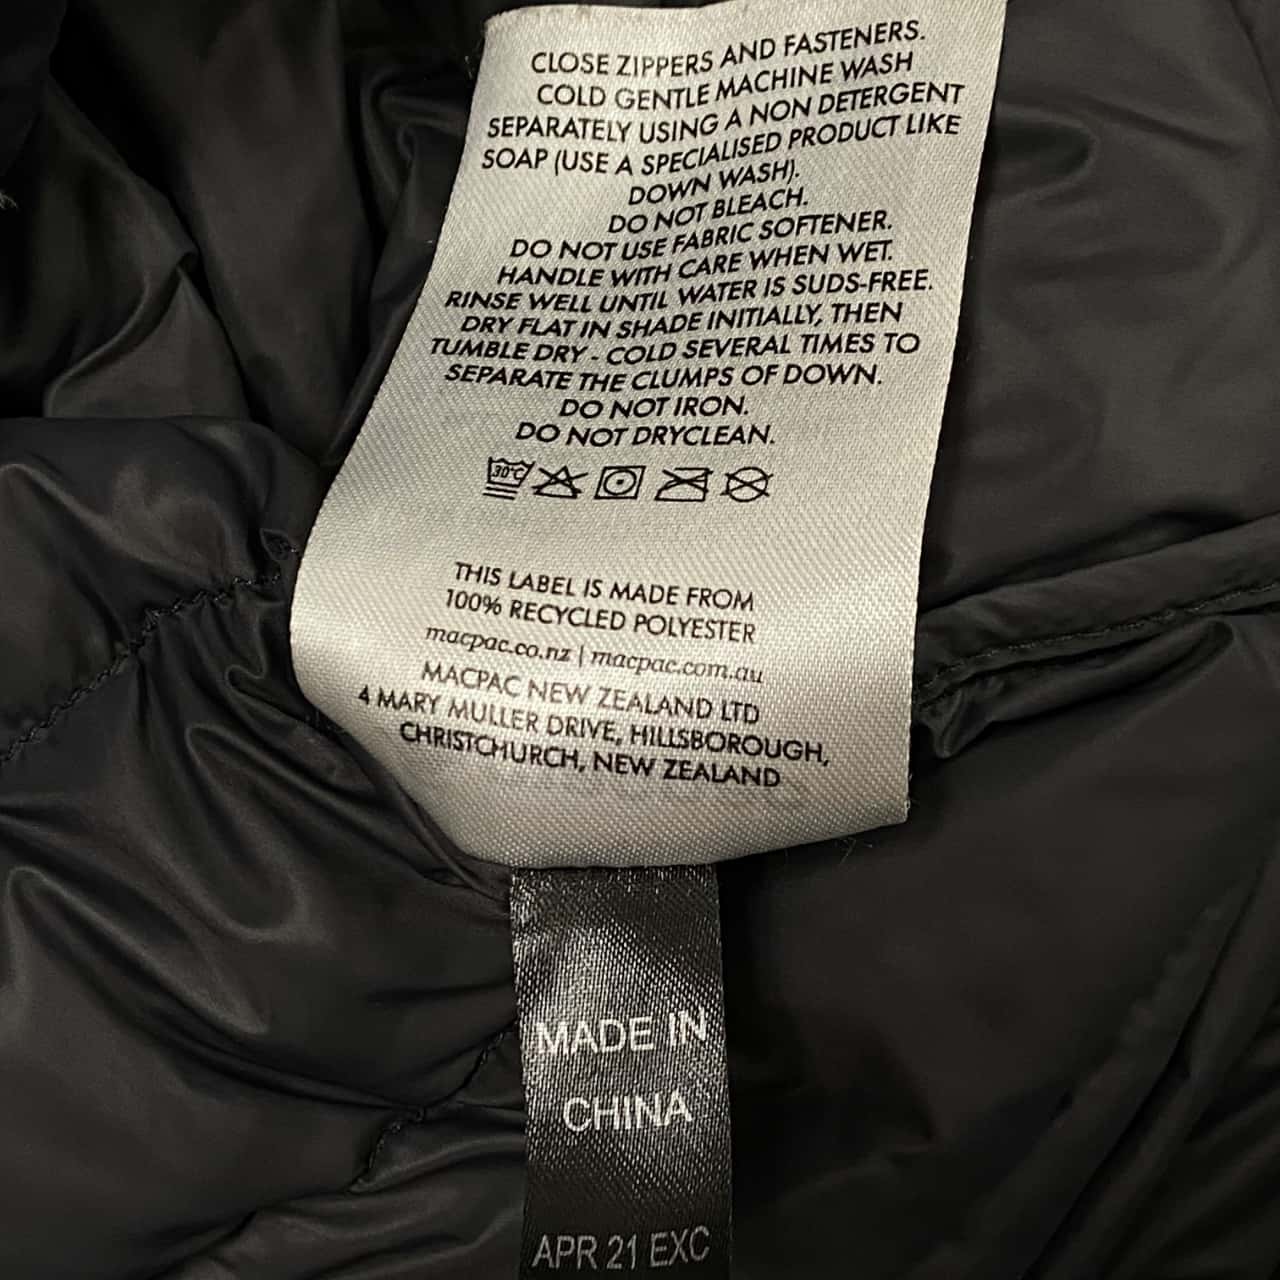 CLOSE ZIPPERS AND FASTENERS.
COLD GENTLE MACHINE WASH
SEPARATELY USING A NON DETERGENT
SOAP (USE A SPECIALISED PRODUCT LIKE
DOWN WASH).
DO NOT BLEACH.
DO NOT USE FABRIC SOFTENER.
HANDLE WITH CARE WHEN WET.
RINSE WELL UNTIL WATER IS SUDS-FREE.
DRY FLAT IN SHADE INITIALLY, THEN
TUMBLE DRY - COLD SEVERAL TIMES TO
SEPARATE THE CLUMPS OF DOWN.
DO NOT IRON.
DO NOT DRYCLEAN.
30°C
THIS LABEL IS MADE FROM
100% RECYCLED POLYESTER
macpac.co.nz | macpac.com.au
MACPAC NEW ZEALAND LTD
4 MARY MULLER DRIVE, HILLSBOROUGH,
CHRISTCHURCH, NEW ZEALAND
MADE IN
CHINA
APR 21 EXC